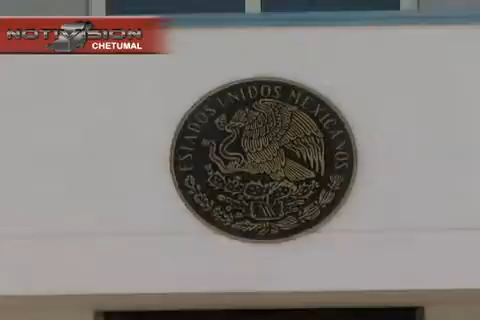 NOTIVISION
CHETUMAL
ESTADOS UNIDOS MEXICANOS